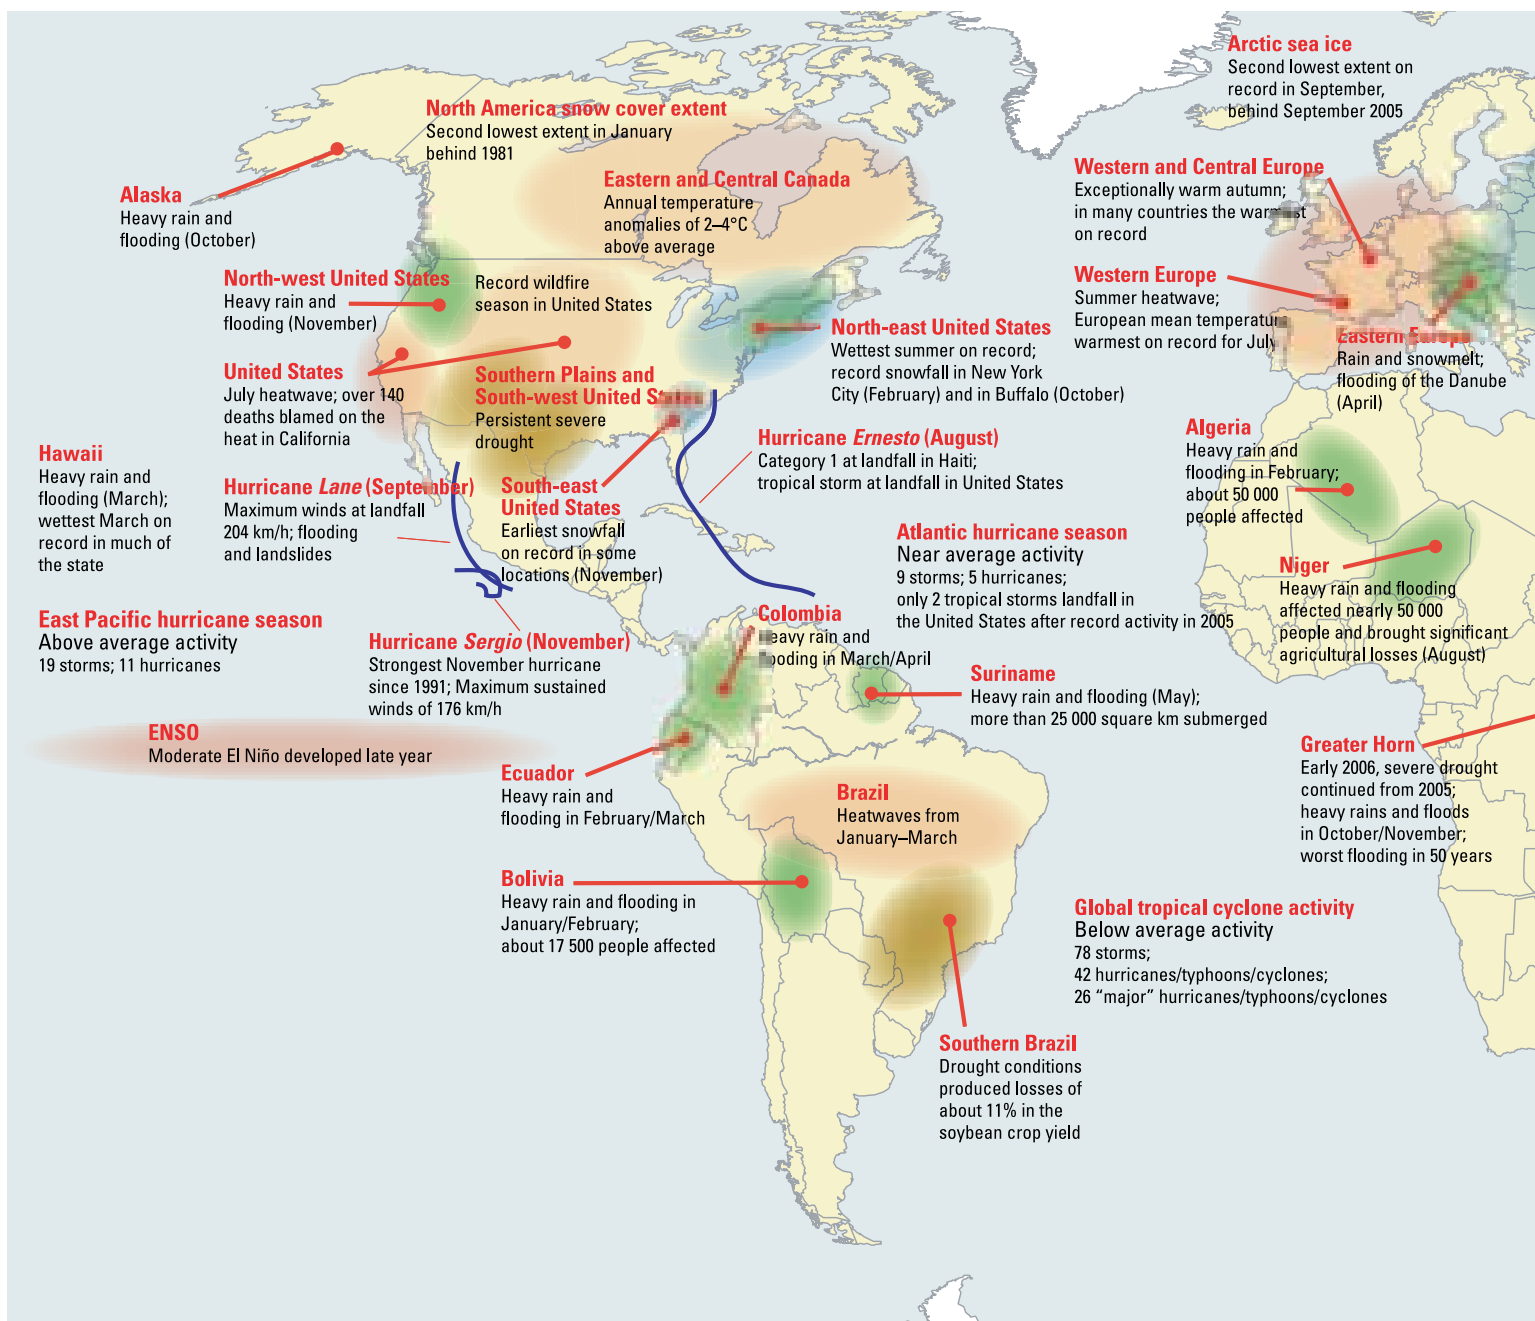 Arctic sea ice
Second lowest extent on
record in September,
behind September 2005
North America snow cover extent
Second lowest extent in January
behind 1981
Western and Central Europe
Exceptionally warm autumn;
in many countries the warmest
on record
Eastern and Central Canada
Annual temperature
anomalies of 2–4°C
above average
Alaska
Heavy rain and
flooding (October)
North-west United States
Heavy rain and
flooding (November)
Record wildfire
season in United States
Western Europe
Summer heatwave;
European mean temperature
warmest on record for July
North-east United States
Wettest summer on record;
record snowfall in New York
City (February) and in Buffalo (October)
Eastern Europe
Rain and snowmelt;
flooding of the Danube
(April)
United States
July heatwave; over 140
deaths blamed on the
heat in California
Southern Plains and
South-west United States
Persistent severe
drought
Hurricane Ernesto (August)
Category 1 at landfall in Haiti;
tropical storm at landfall in United States
Algeria
Heavy rain and
flooding in February;
about 50 000
people affected
Hawaii
Heavy rain and
flooding (March);
wettest March on
record in much of
the state
Hurricane Lane (September)
Maximum winds at landfall
204 km/h; flooding
and landslides
South-east
United States
Earliest snowfall
on record in some
locations (November)
Atlantic hurricane season
Near average activity
9 storms; 5 hurricanes;
only 2 tropical storms landfall in
the United States after record activity in 2005
Niger
Heavy rain and flooding
affected nearly 50 000
people and brought significant
agricultural losses (August)
East Pacific hurricane season
Above average activity
19 storms; 11 hurricanes
Hurricane Sergio (November)
Strongest November hurricane
since 1991; Maximum sustained
winds of 176 km/h
Colombia
Heavy rain and
flooding in March/April
Suriname
Heavy rain and flooding (May);
more than 25 000 square km submerged
ENSO
Moderate El Niño developed late year
Greater Horn
Early 2006, severe drought
continued from 2005;
heavy rains and floods
in October/November;
worst flooding in 50 years
Ecuador
Heavy rain and
flooding in February/March
Brazil
Heatwaves from
January–March
Bolivia
Heavy rain and flooding in
January/February;
about 17 500 people affected
Global tropical cyclone activity
Below average activity
78 storms;
42 hurricanes/typhoons/cyclones;
26 “major” hurricanes/typhoons/cyclones
Southern Brazil
Drought conditions
produced losses of
about 11% in the
soybean crop yield